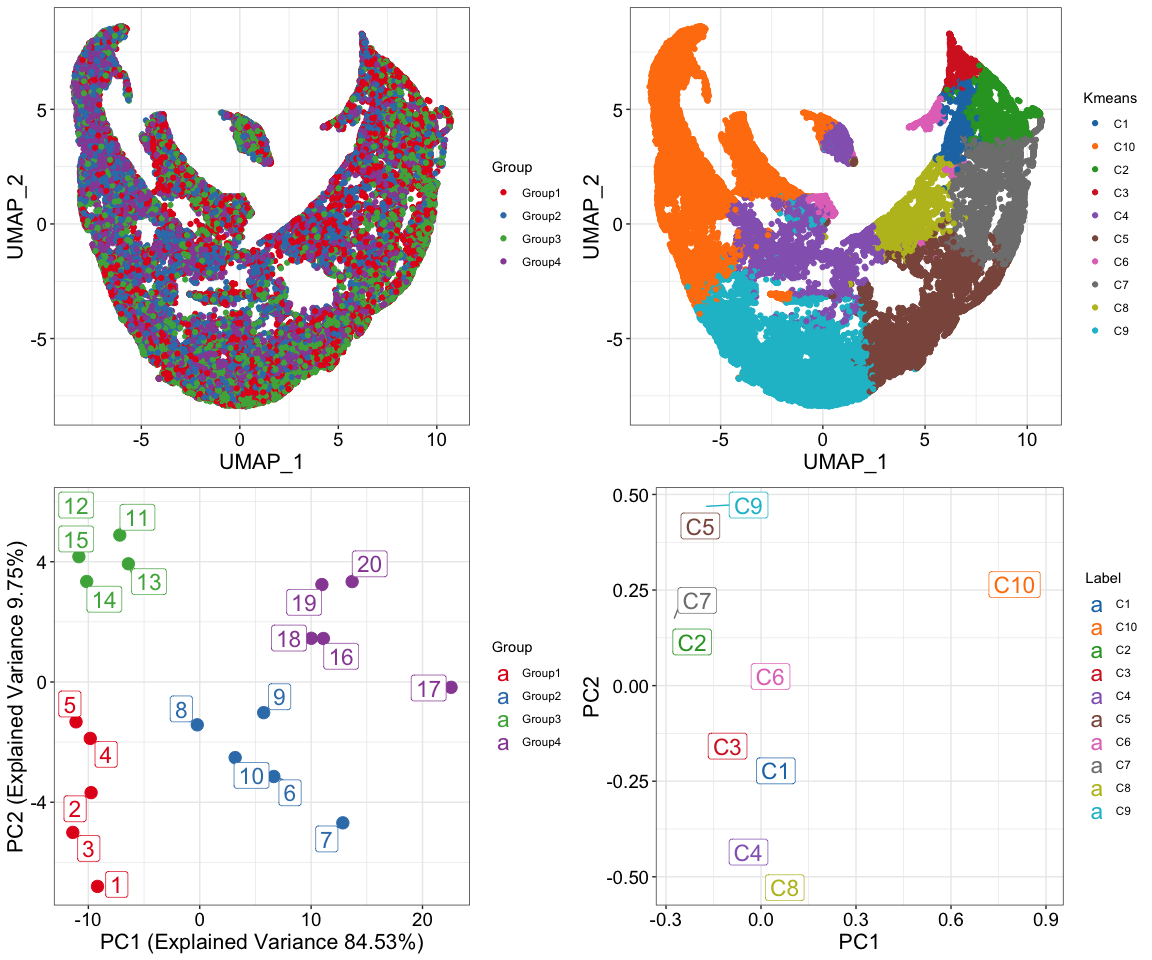 5
0
-5
UMAP_2
-5
0
5
10
UMAP_1
Group
Group1
Group2
Group3
Group4
5
0
-5
UMAP_2
-5
0
5
10
UMAP_1
Kmeans
C1
C10
C2
C3
C4
C5
C6
C7
C8
C9
12
11
15
13
14
20
19
18
16
17
5
9
8
4
10
6
2
7
3
1
4
0
-4
PC2 (Explained Variance 9.75%)
-10
0
10
20
PC1 (Explained Variance 84.53%)
Group
a Group1
a Group2
a Group3
a Group4
C9
C5
C10
C7
C2
C6
C3
C1
C4
C8
0.50
0.25
0.00
-0.25
-0.50
PC2
-0.3
0.0
0.3
0.6
0.9
PC1
Label
a C1
a C10
a C2
a C3
a C4
a C5
a C6
a C7
a C8
a C9